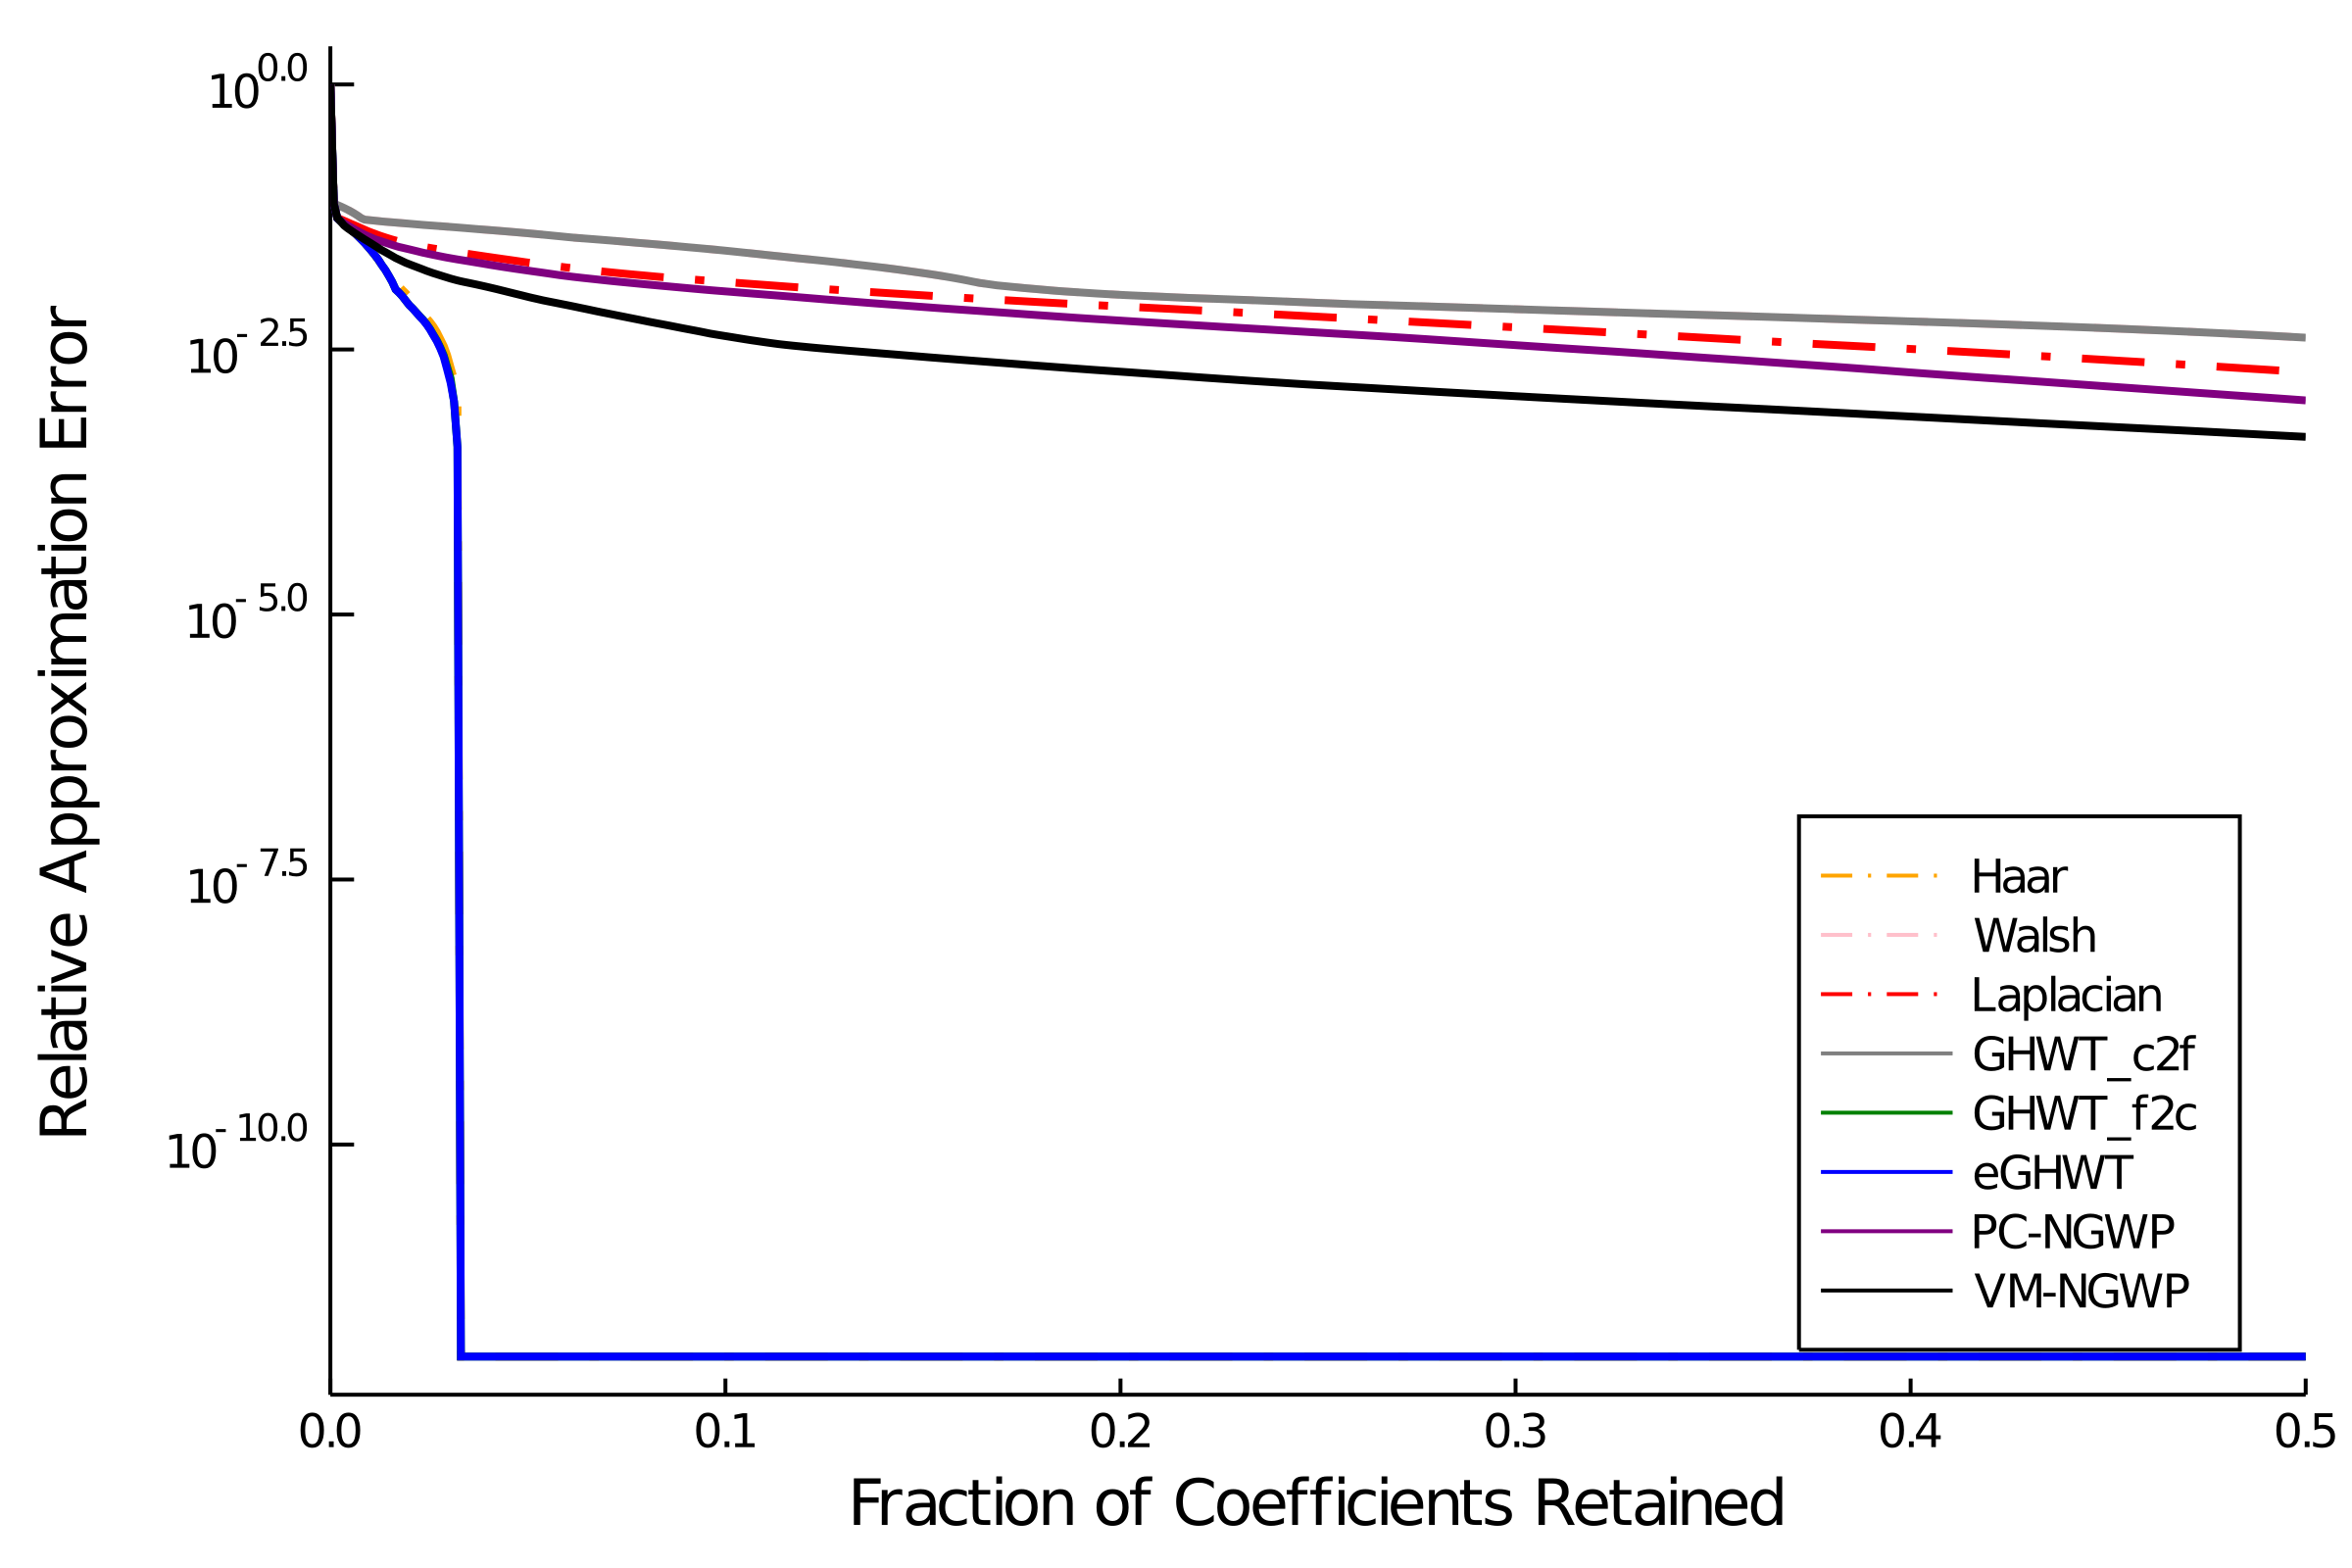 10^0.0
10^-2.5
10^-5.0
10^-7.5
10^-10.0
Relative Approximation Error
Haar
Walsh
Laplacian
GHWT_c2f
GHWT_f2c
eGHWT
PC-NGWP
VM-NGWP
0.0 0.1 0.2 0.3 0.4 0.5
Fraction of Coefficients Retained